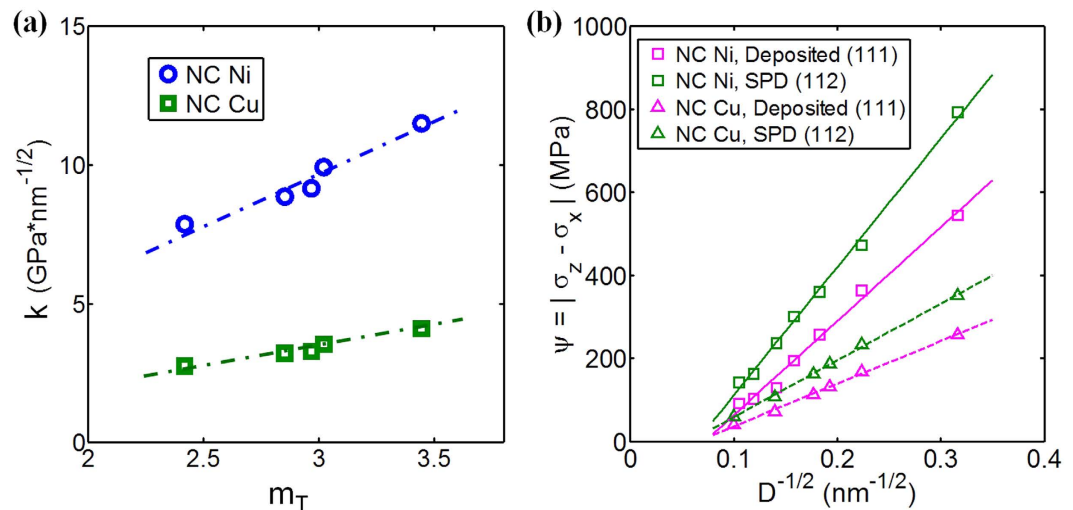 (a)
15
10
5
0
k (GPa*nm⁻¹/²)
NC Ni
NC Cu
2 2.5 3 3.5
m_T
(b)
1000
800
600
400
200
0
ψ = | σ_z - σ_x | (MPa)
NC Ni, Deposited (111)
NC Ni, SPD (112)
NC Cu, Deposited (111)
NC Cu, SPD (112)
0 0.1 0.2 0.3 0.4
D⁻¹/² (nm⁻¹/²)